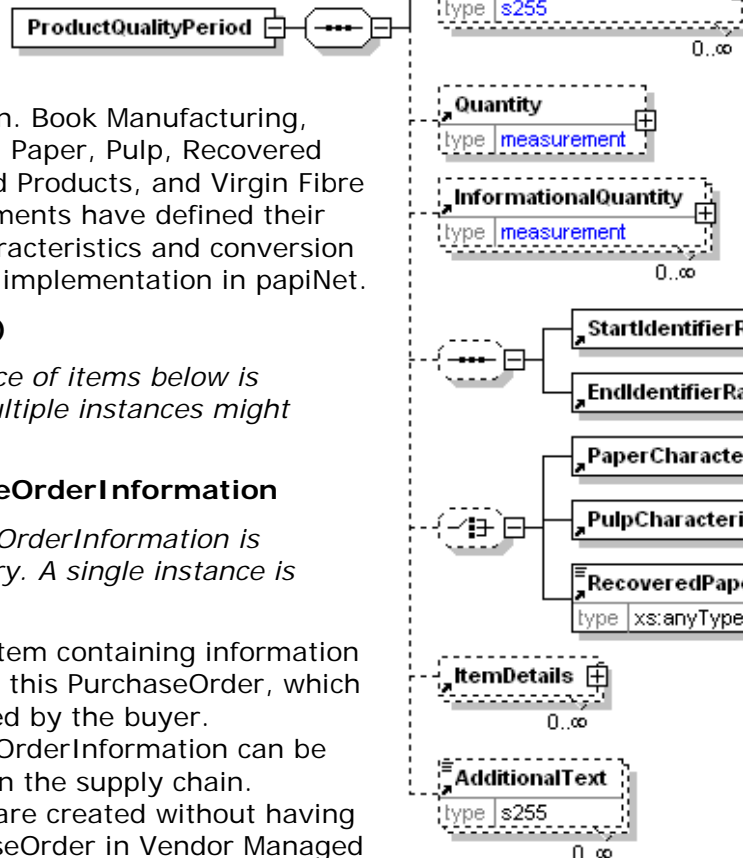 ProductQualityPeriod
n. Book Manufacturing,
Paper, Pulp, Recovered
d Products, and Virgin Fibre
ments have defined their
racteristics and conversion
implementation in papiNet.
)
ce of items below is
ultiple instances might
eOrderInformation
OrderInformation is
ry. A single instance is
tem containing information
this PurchaseOrder, which
ed by the buyer.
OrderInformation can be
n the supply chain.
are created without having
seOrder in Vendor Managed
type s255
0..∞
Quantity
type measurement
InformationalQuantity
type measurement
0..∞
StartIdentifierR
EndIdentifierRa
PaperCharacte
PulpCharacteri
RecoveredPape
type xs:anyType
ItemDetails
0..∞
AdditionalText
type s255
0..∞